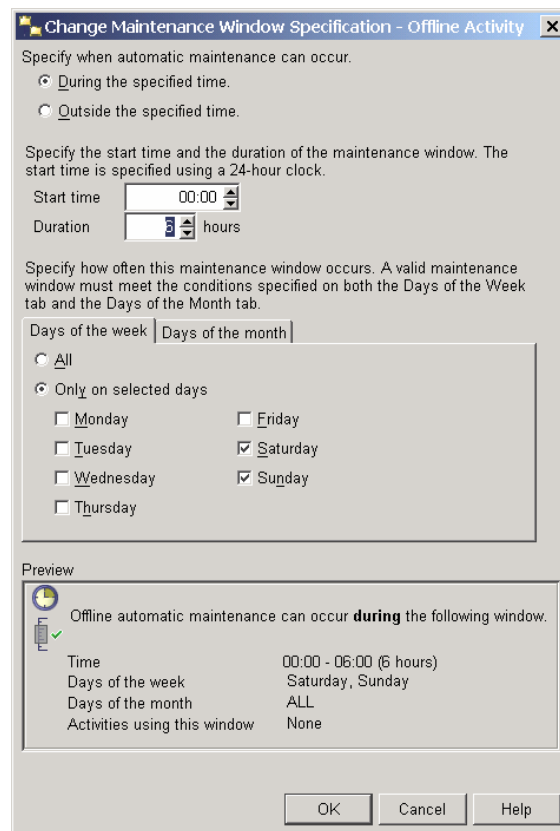 Change Maintenance Window Specification - Offline Activity
Specify when automatic maintenance can occur.
During the specified time.
Outside the specified time.
Specify the start time and the duration of the maintenance window. The
start time is specified using a 24-hour clock.
Start time 00:00
Duration 6 hours
Specify how often this maintenance window occurs. A valid maintenance
window must meet the conditions specified on both the Days of the Week
tab and the Days of the Month tab.
Days of the week Days of the month
All
Only on selected days
Monday Friday
Tuesday Saturday
Wednesday Sunday
Thursday
Preview
Offline automatic maintenance can occur during the following window.
Time 00:00 - 06:00 (6 hours)
Days of the week Saturday, Sunday
Days of the month ALL
Activities using this window None
OK Cancel Help